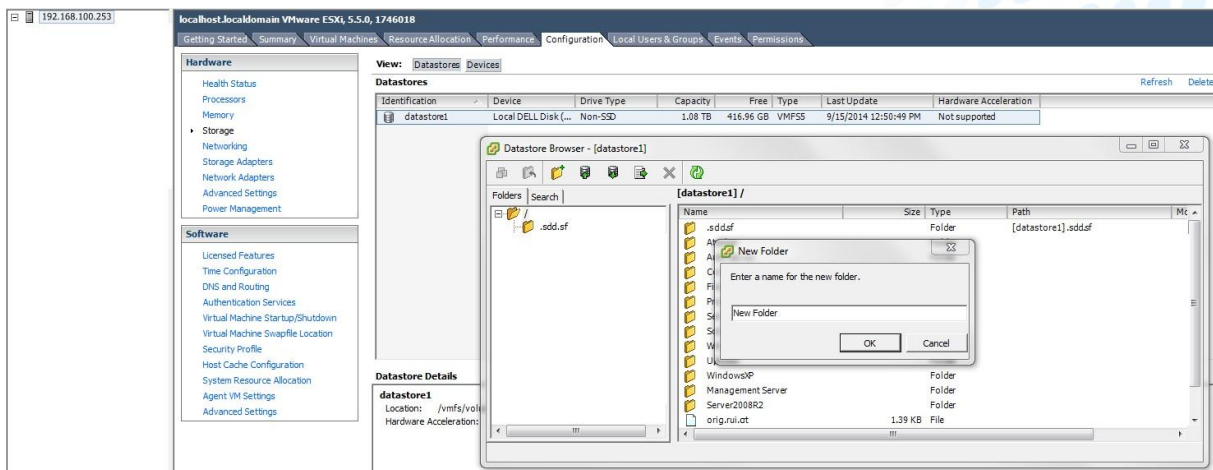 192.168.100.253
localhost.localdomain VMware ESXi, 5.5.0, 1746018
Getting Started Summary Virtual Machines Resource Allocation Performance Configuration Local Users & Groups Events Permissions
Hardware
Health Status
Processors
Memory
Storage
Networking
Storage Adapters
Network Adapters
Advanced Settings
Power Management
Software
Licensed Features
Time Configuration
DNS and Routing
Authentication Services
Virtual Machine Startup/Shutdown
Virtual Machine Swapfile Location
Security Profile
Host Cache Configuration
System Resource Allocation
Agent VM Settings
Advanced Settings
View: Datastores Devices
Datastores
Refresh Delete
Identification Device Drive Type Capacity Free Type Last Update Hardware Acceleration
datastore1 Local DELL Disk (... Non-SSD 1.08 TB 416.96 GB VMFS5 9/15/2014 12:50:49 PM Not supported
Datastore Details
datastore1
Location: /vmfs/volu
Hardware Acceleration:
Datastore Browser - [datastore1]
Folders Search
/
.sdd.sf
[datastore1] /
Name Size Type Path
.sdd.sf Folder [datastore1] .sdd.sf
New Folder
Enter a name for the new folder.
New Folder
OK Cancel
WindowsXP Folder
Management Server Folder
Server2008R2 Folder
orig.rui.crt 1.39 KB File